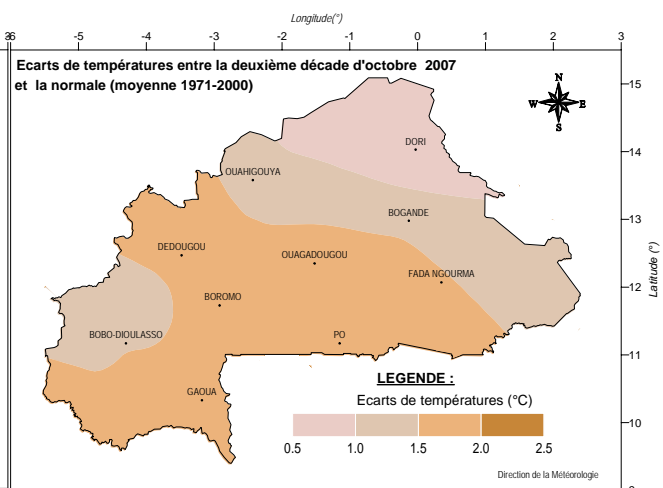 Longitude(°)
36 -5 -4 -3 -2 -1 0 1 2 3
Ecarts de températures entre la deuxième décade d'octobre 2007
et la normale (moyenne 1971-2000)
N
W E
S
15
DORI
14
OUAHIGOUYA
BOGANDE
13
DEDOUGOU
OUAGADOUGOU
FADA NGOURMA
Latitude (°)
12
BOROMO
BOBO-DIOULASSO
PO
11
LEGENDE :
GAOUA
Ecarts de températures (°C)
10
0.5 1.0 1.5 2.0 2.5
Direction de la Météorologie